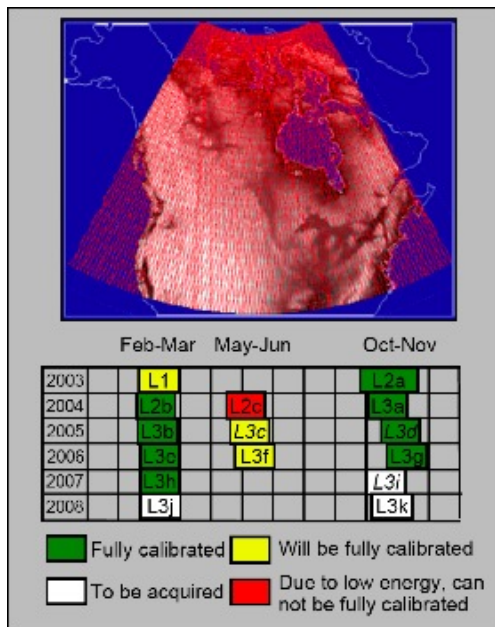 Feb-Mar May-Jun Oct-Nov
2003 L1 L2a
2004 L2b L2c L3a
2005 L3b L3c L3d
2006 L3e L3f L3g
2007 L3h L3i
2008 L3j L3k
Fully calibrated Will be fully calibrated
To be acquired Due to low energy, can
not be fully calibrated